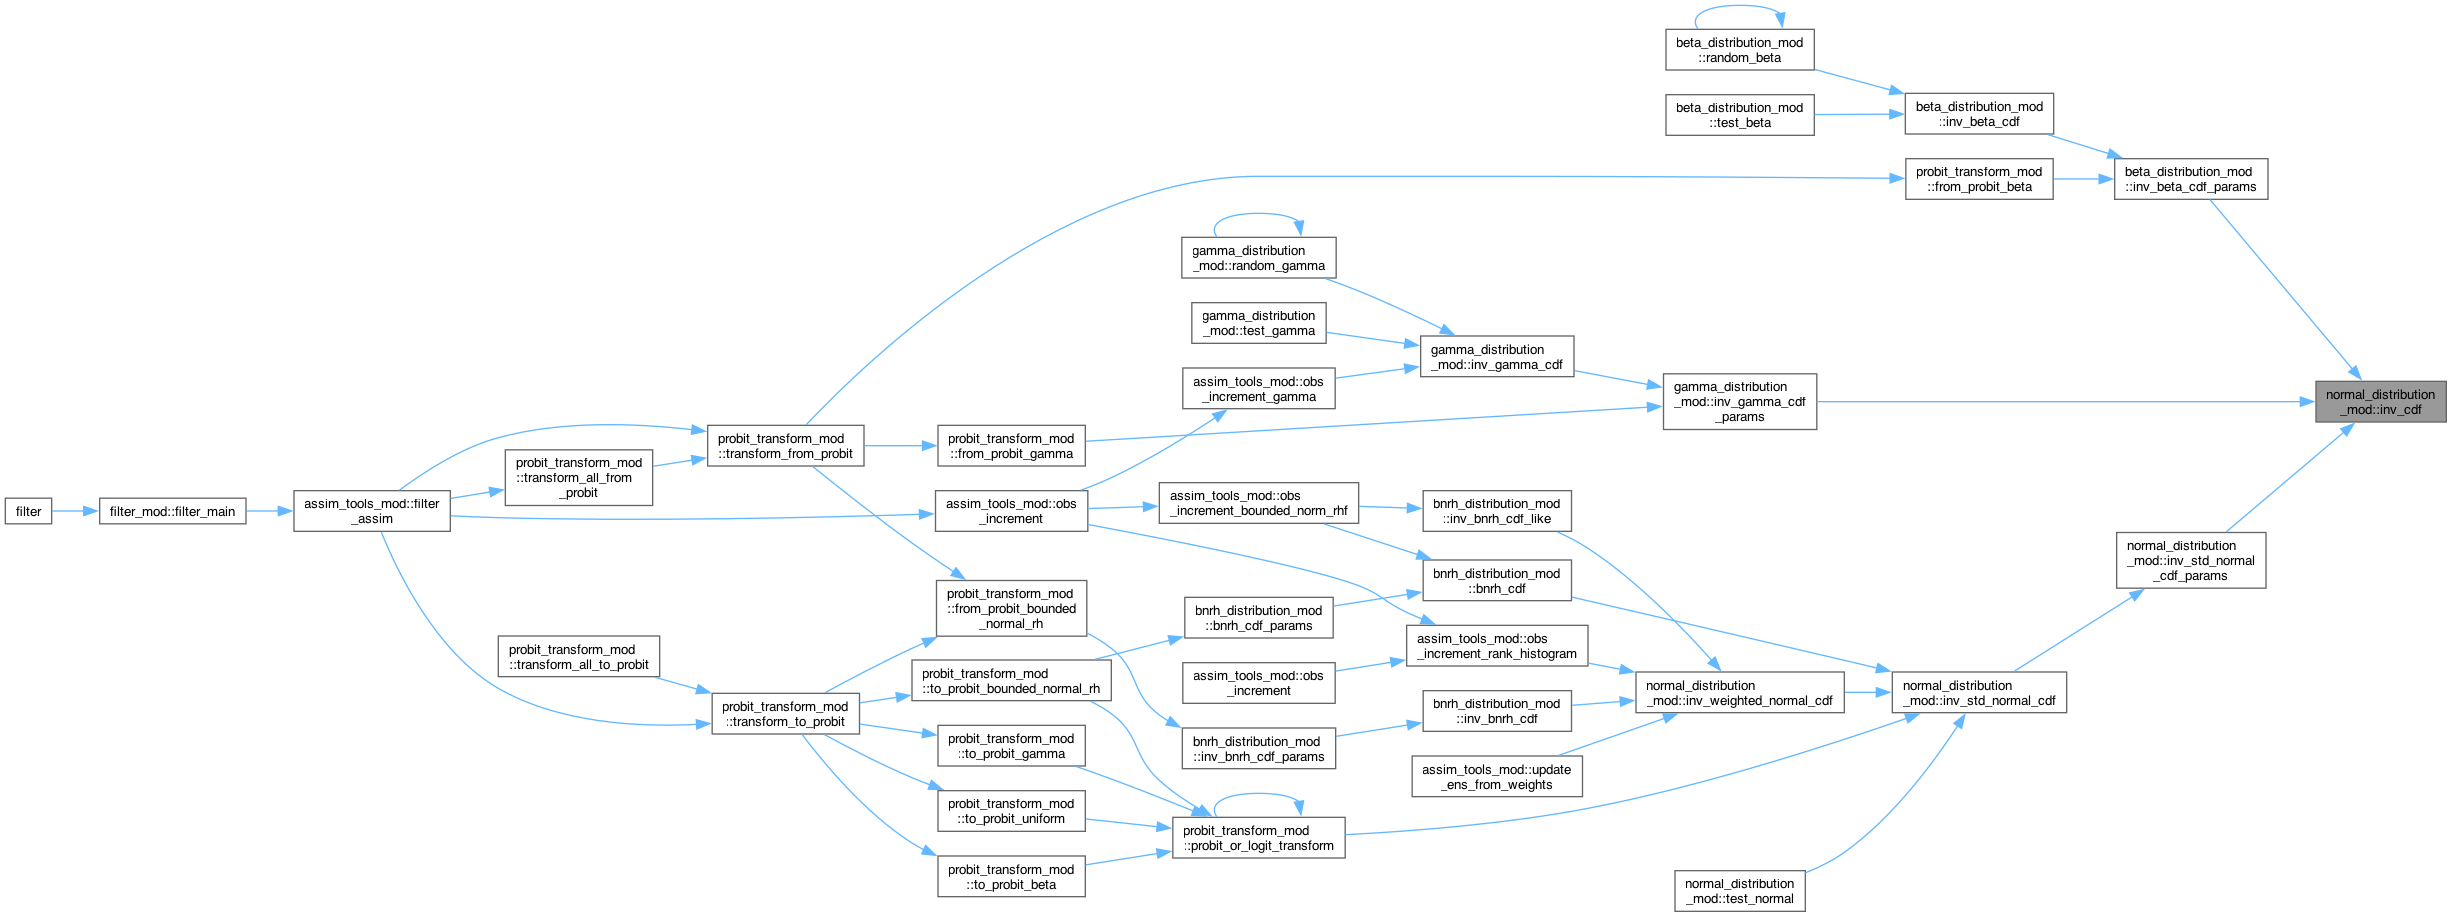 beta_distribution_mod
::random_beta
beta_distribution_mod
::test_beta
beta_distribution_mod
::inv_beta_cdf
probit_transform_mod
::from_probit_beta
beta_distribution_mod
::inv_beta_cdf_params
gamma_distribution
_mod::random_gamma
gamma_distribution
_mod::test_gamma
gamma_distribution
_mod::inv_gamma_cdf
assim_tools_mod::obs
_increment_gamma
gamma_distribution
_mod::inv_gamma_cdf
_params
normal_distribution
_mod::inv_cdf
probit_transform_mod
::transform_from_probit
probit_transform_mod
::from_probit_gamma
probit_transform_mod
::transform_all_from
_probit
filter
filter_mod::filter_main
assim_tools_mod::filter
_assim
assim_tools_mod::obs
_increment
assim_tools_mod::obs
_increment_bounded_norm_rhf
bnrh_distribution_mod
::inv_bnrh_cdf_like
bnrh_distribution_mod
::bnrh_cdf
normal_distribution
_mod::inv_std_normal
_cdf_params
probit_transform_mod
::from_probit_bounded
_normal_rh
bnrh_distribution_mod
::bnrh_cdf_params
assim_tools_mod::obs
_increment_rank_histogram
probit_transform_mod
::transform_all_to_probit
probit_transform_mod
::to_probit_bounded_normal_rh
assim_tools_mod::obs
_increment
normal_distribution
_mod::inv_weighted_normal_cdf
normal_distribution
_mod::inv_std_normal_cdf
probit_transform_mod
::transform_to_probit
bnrh_distribution_mod
::inv_bnrh_cdf
probit_transform_mod
::to_probit_gamma
bnrh_distribution_mod
::inv_bnrh_cdf_params
assim_tools_mod::update
_ens_from_weights
probit_transform_mod
::to_probit_uniform
probit_transform_mod
::probit_or_logit_transform
probit_transform_mod
::to_probit_beta
normal_distribution
_mod::test_normal